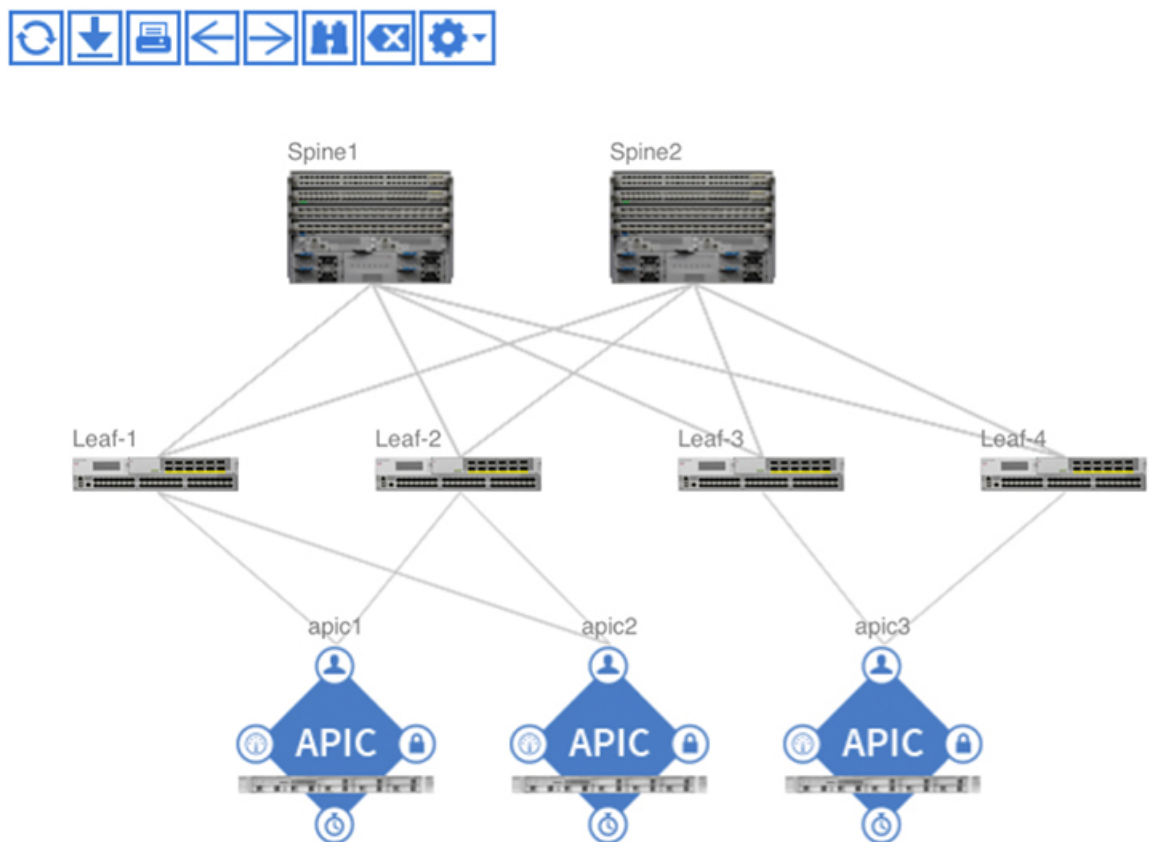 Spine1
Spine2
Leaf-1
Leaf-2
Leaf-3
Leaf-4
apic1
apic2
apic3
APIC
APIC
APIC